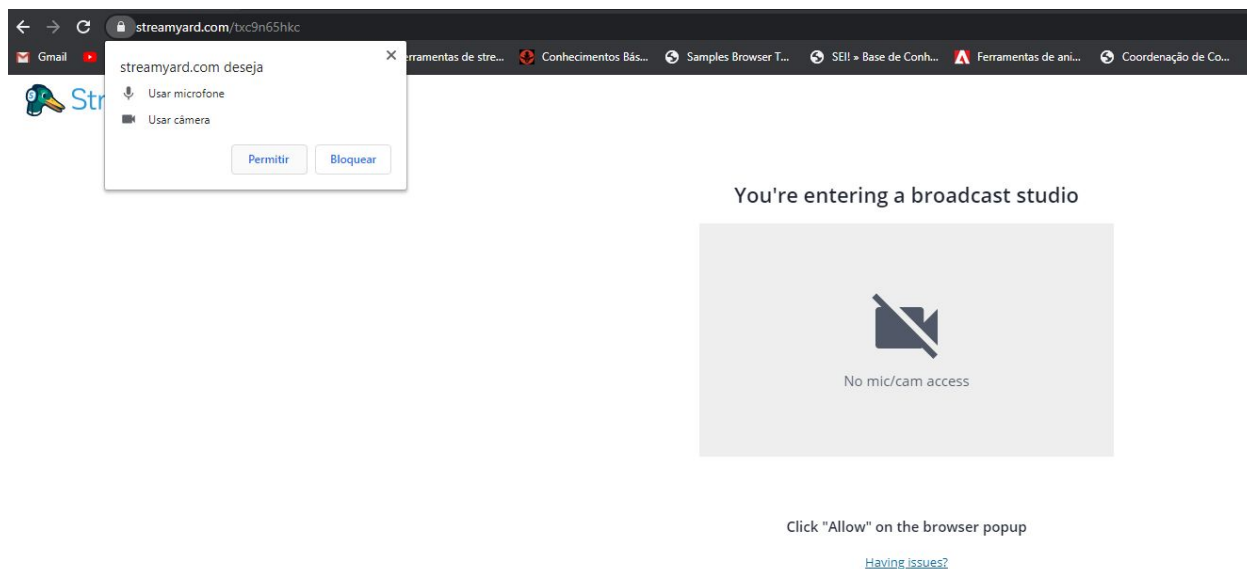 streamyard.com/txc9n65hkc
Gmail
erramentas de stre...
Conhecimentos Bás...
Samples Browser T...
SEI! » Base de Conh...
Ferramentas de ani...
Coordenação de Co...
Str
streamyard.com deseja
Usar microfone
Usar câmera
Permitir
Bloquear
You're entering a broadcast studio
No mic/cam access
Click "Allow" on the browser popup
Having issues?